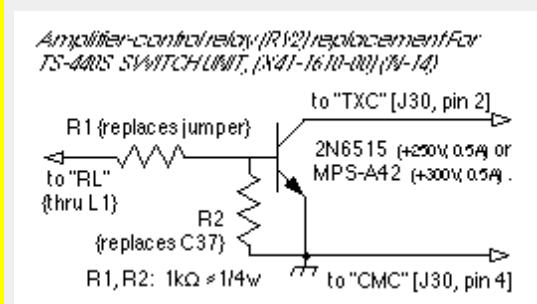 Amplifier-control relay (RY2) replacement For
TS-440S SWITCH UNIT, (X41-1610-00) (N-14)
to "TXC" [J30, pin 2]
R1 (replaces jumper)
2N6515 (+250V, 0.5A) or
MPS-A42 (+300V, 0.5A) .
to "RL"
(thru L1)
R2
(replaces C37)
R1, R2: 1kΩ ≠ 1/4w
to "CMC" [J30, pin 4]